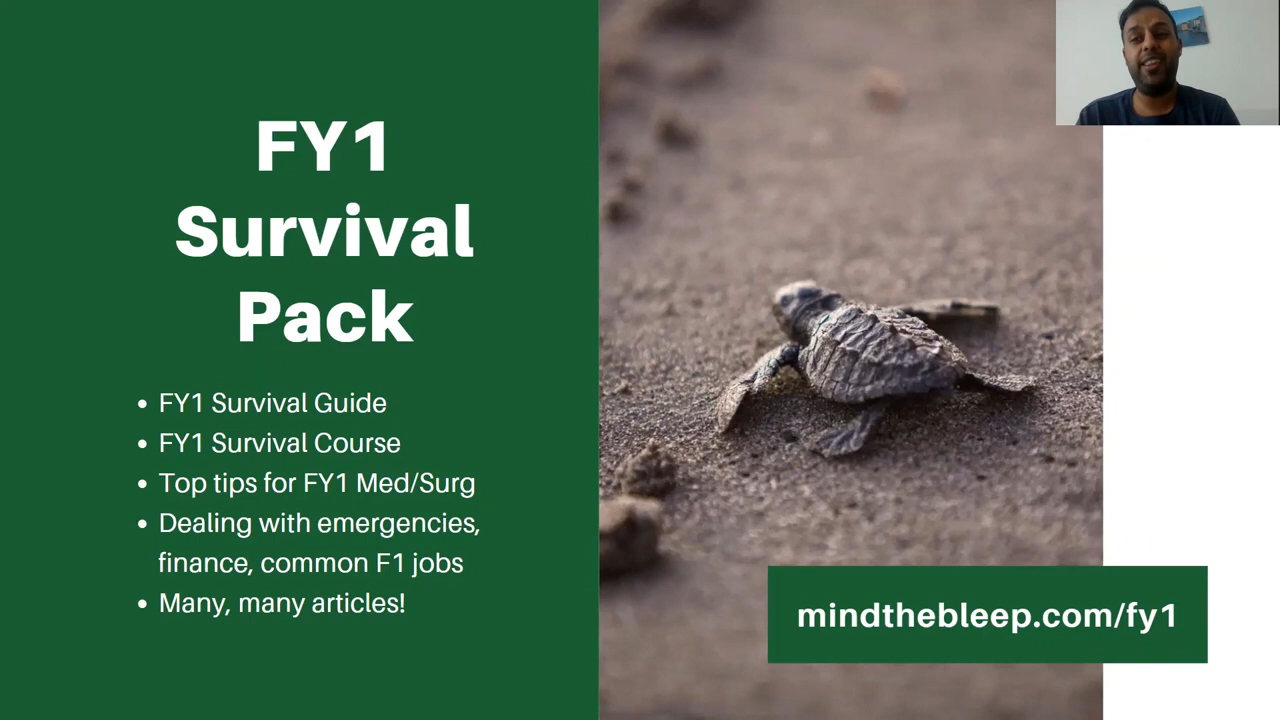 FY1
Survival
Pack
• FY1 Survival Guide
• FY1 Survival Course
• Top tips for FY1 Med/Surg
• Dealing with emergencies,
finance, common F1 jobs
• Many, many articles!
mindthebleep.com/fy1